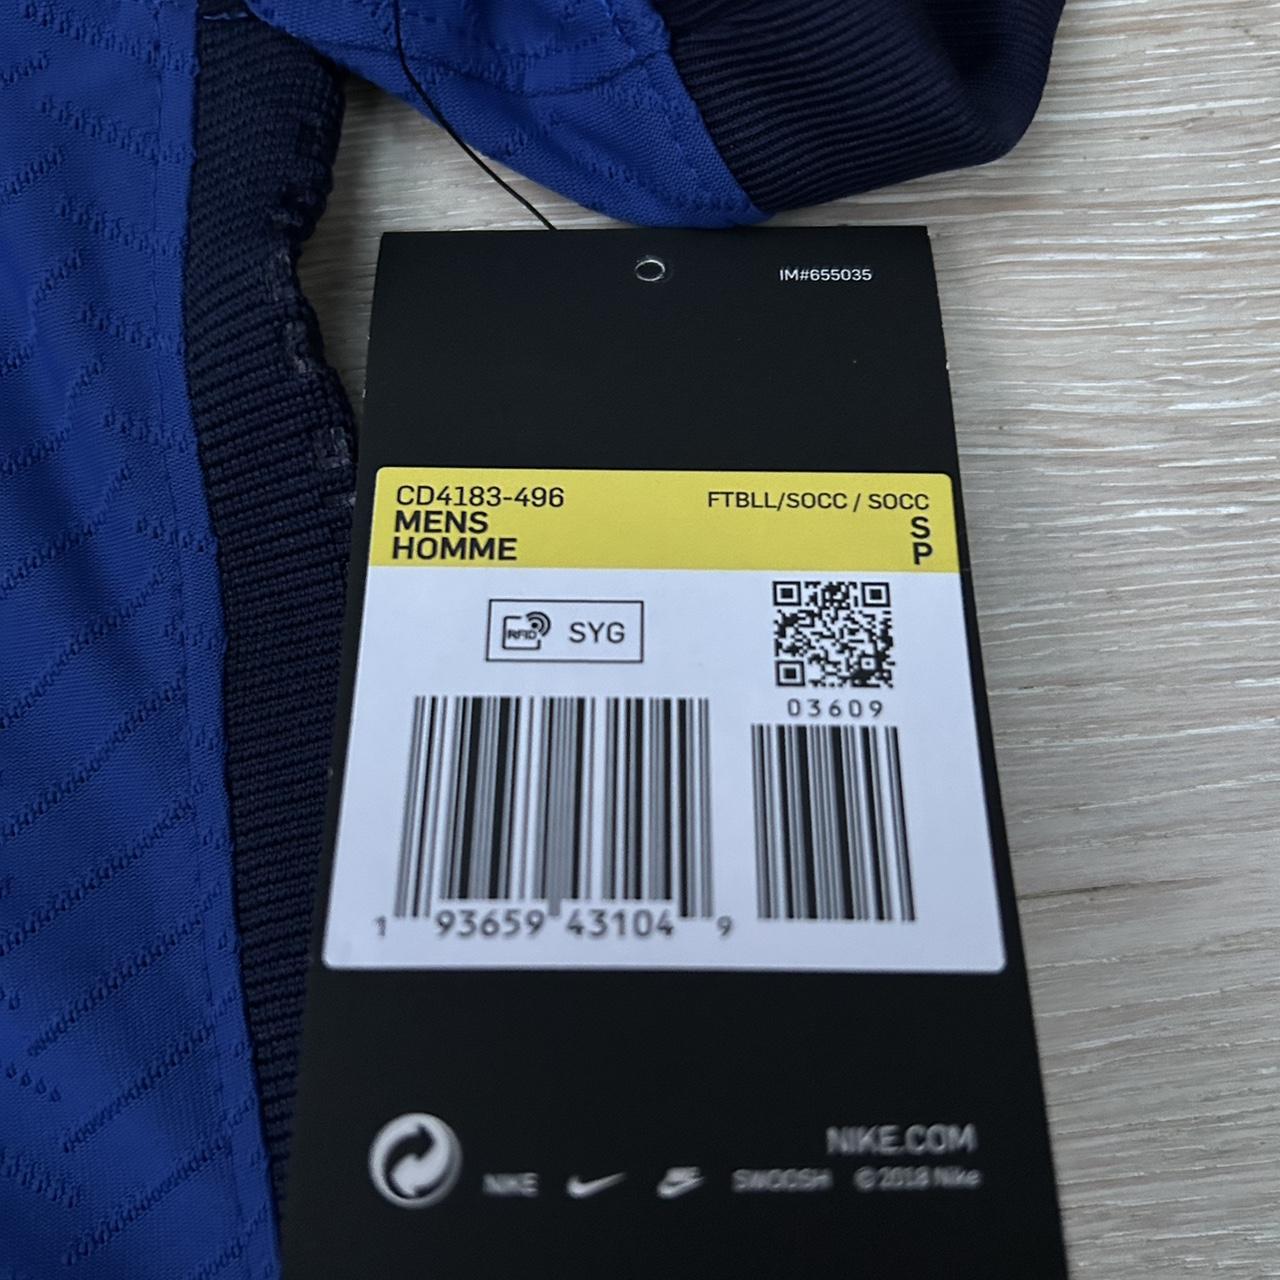 IM#655035
CD4183-496
FTBLL/SOCC / SOCC
MENS
S
HOMME
P
RFID SYG
03609
1 93659 43104 9
NIKE.COM
NIKE SWOOSH © 2018 Nike